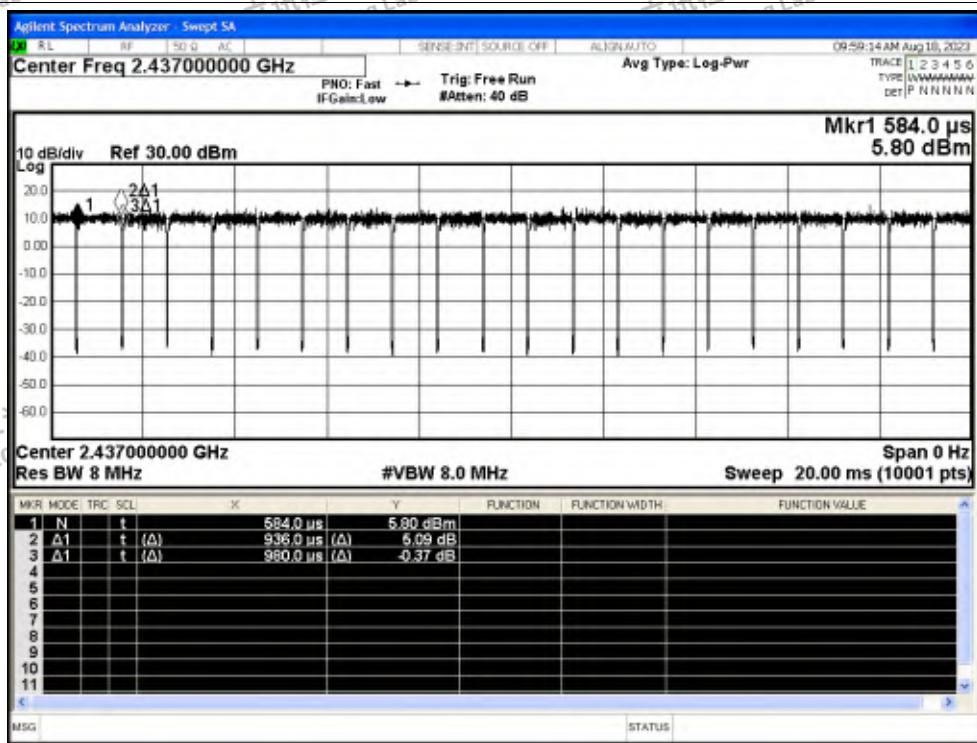 Agilent Spectrum Analyzer - Swept SA
RL RF 50 Ω AC SENSE:INT SOURCE OFF ALIGN AUTO 09:59:14 AM Aug 18, 2023
Center Freq 2.437000000 GHz
PNO: Fast
IFGain:Low
Trig: Free Run
#Atten: 40 dB
Avg Type: Log-Pwr
TRACE 1 2 3 4 5 6
TYPE
DET P N N N N N
Mkr1 584.0 µs
5.80 dBm
10 dB/div Ref 30.00 dBm
Log
20.0
10.0
0.00
-10.0
-20.0
-30.0
-40.0
-50.0
-60.0
1
2Δ1
3Δ1
Center 2.437000000 GHz Span 0 Hz
Res BW 8 MHz #VBW 8.0 MHz Sweep 20.00 ms (10001 pts)
MKR MODE TRC SCL X Y FUNCTION FUNCTION WIDTH FUNCTION VALUE
1 N t 584.0 µs 5.80 dBm
2 Δ1 t (Δ) 936.0 µs (Δ) 5.09 dB
3 Δ1 t (Δ) 980.0 µs (Δ) -0.37 dB
4
5
6
7
8
9
10
11
MSG STATUS